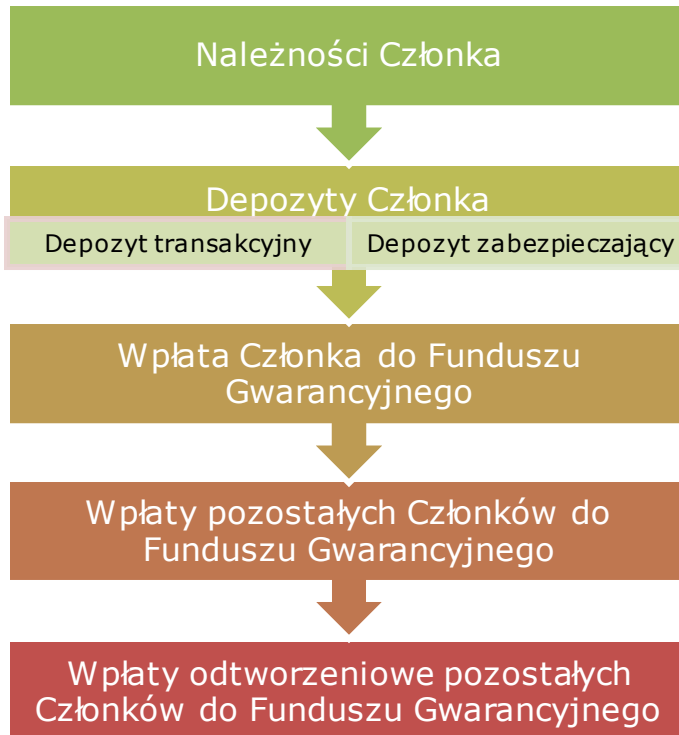 Należności Członka
Depozyty Członka
Depozyt transakcyjny
Depozyt zabezpieczający
Wpłata Członka do Funduszu
Gwarancyjnego
Wpłaty pozostałych Członków do
Funduszu Gwarancyjnego
Wpłaty odtworzeniowe pozostałych
Członków do Funduszu Gwarancyjnego